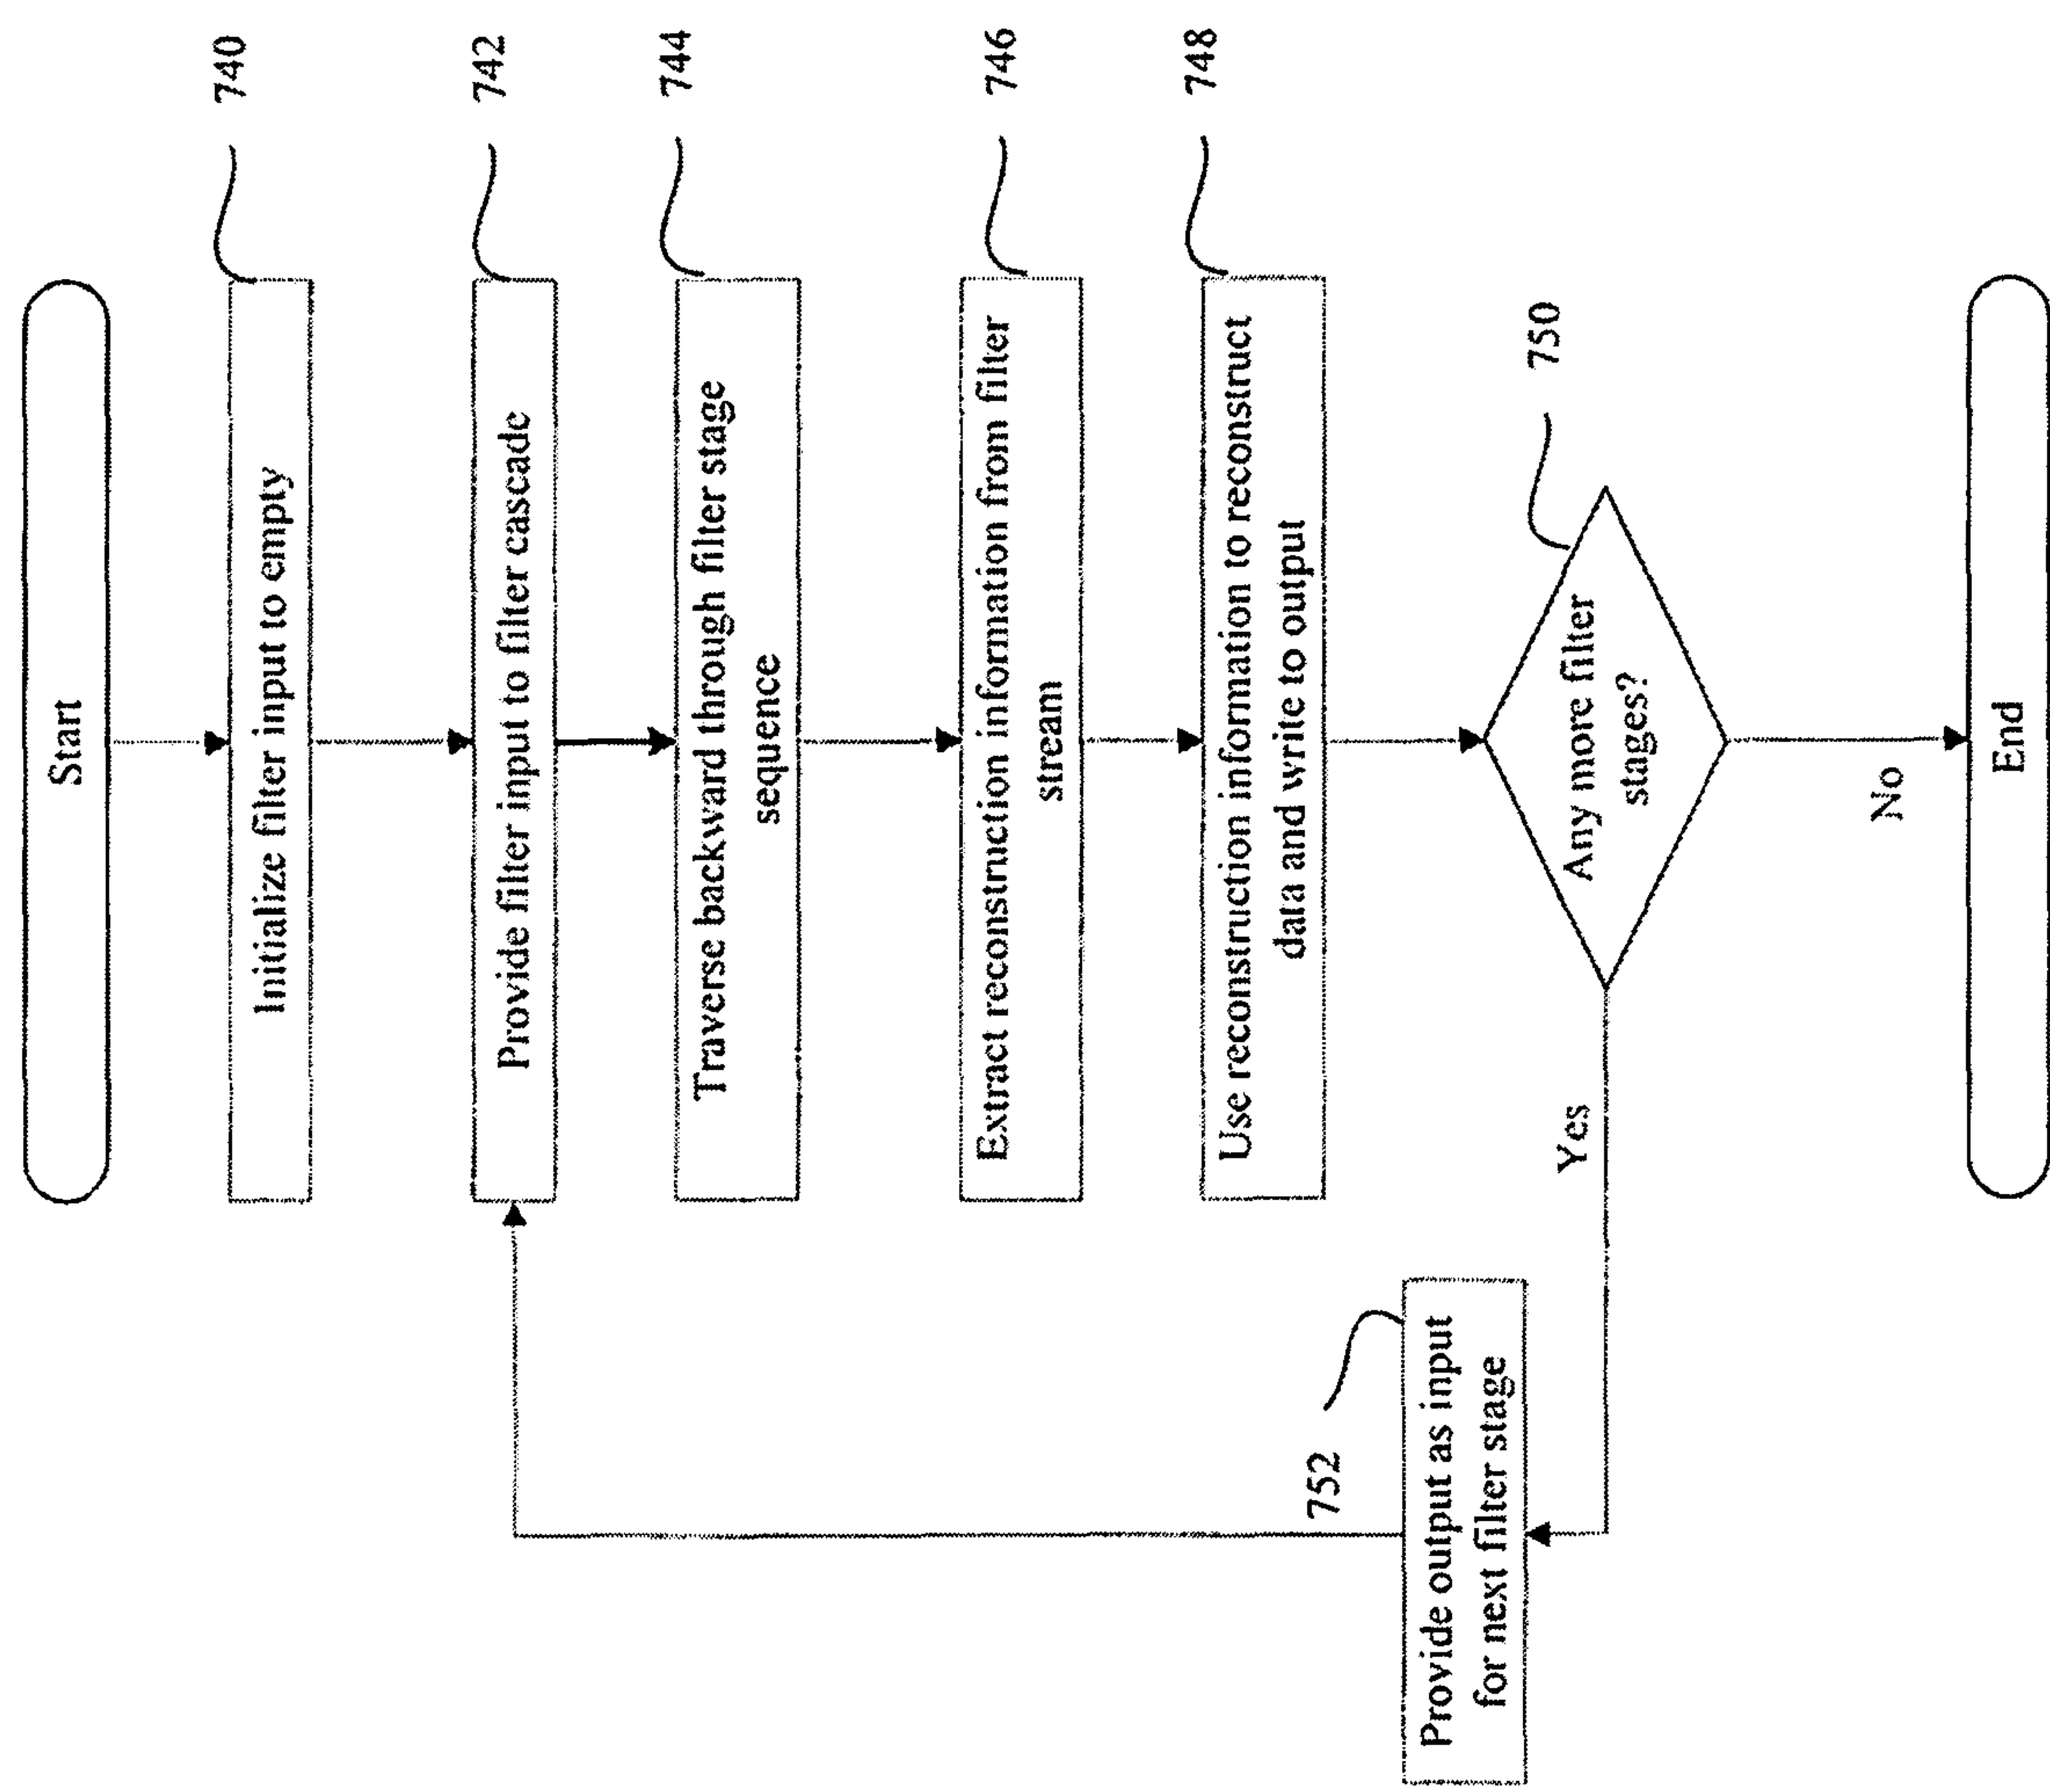 Start
740
Initialize filter input to empty
742
Provide filter input to filter cascade
744
Traverse backward through filter stage
sequence
746
Extract reconstruction information from filter
stream
748
Use reconstruction information to reconstruct
data and write to output
750
Any more filter
stages?
Yes
No
752
Provide output as input
for next filter stage
End